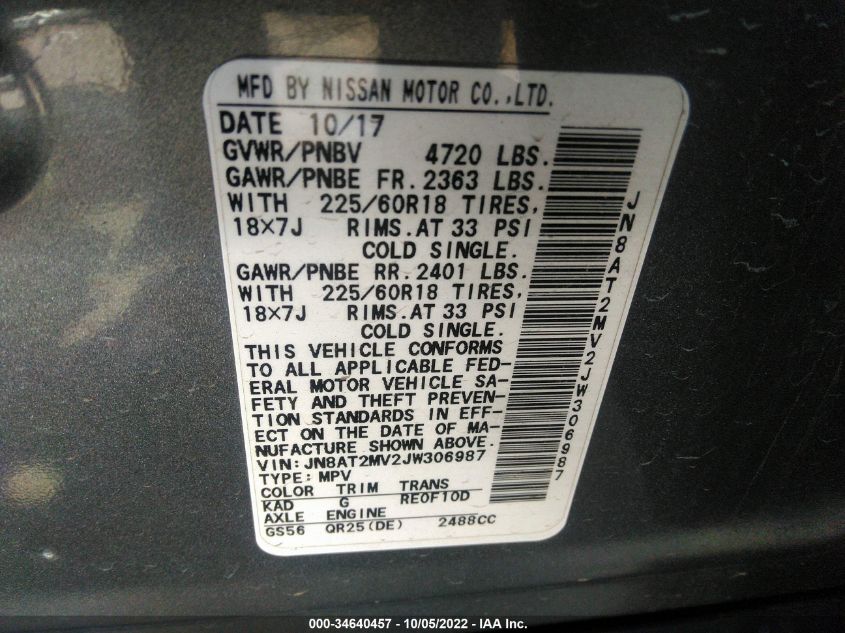 MFD BY NISSAN MOTOR CO.,LTD.
DATE 10/17
GVWR/PNBV 4720 LBS.
GAWR/PNBE FR. 2363 LBS.
WITH 225/60R18 TIRES,
18×7J RIMS.AT 33 PSI
COLD SINGLE.
GAWR/PNBE RR. 2401 LBS.
WITH 225/60R18 TIRES,
18×7J RIMS.AT 33 PSI
COLD SINGLE.
THIS VEHICLE CONFORMS
TO ALL APPLICABLE FED-
ERAL MOTOR VEHICLE SA-
FETY AND THEFT PREVEN-
TION STANDARDS IN EFF-
ECT ON THE DATE OF MA-
NUFACTURE SHOWN ABOVE.
VIN:JN8AT2MV2JW306987
TYPE:MPV
COLOR TRIM TRANS
KAD G RE0F10D
AXLE ENGINE
GS56 QR25(DE) 2488CC
JN8AT2MV2JW306987
000-34640457 - 10/05/2022 - IAA Inc.